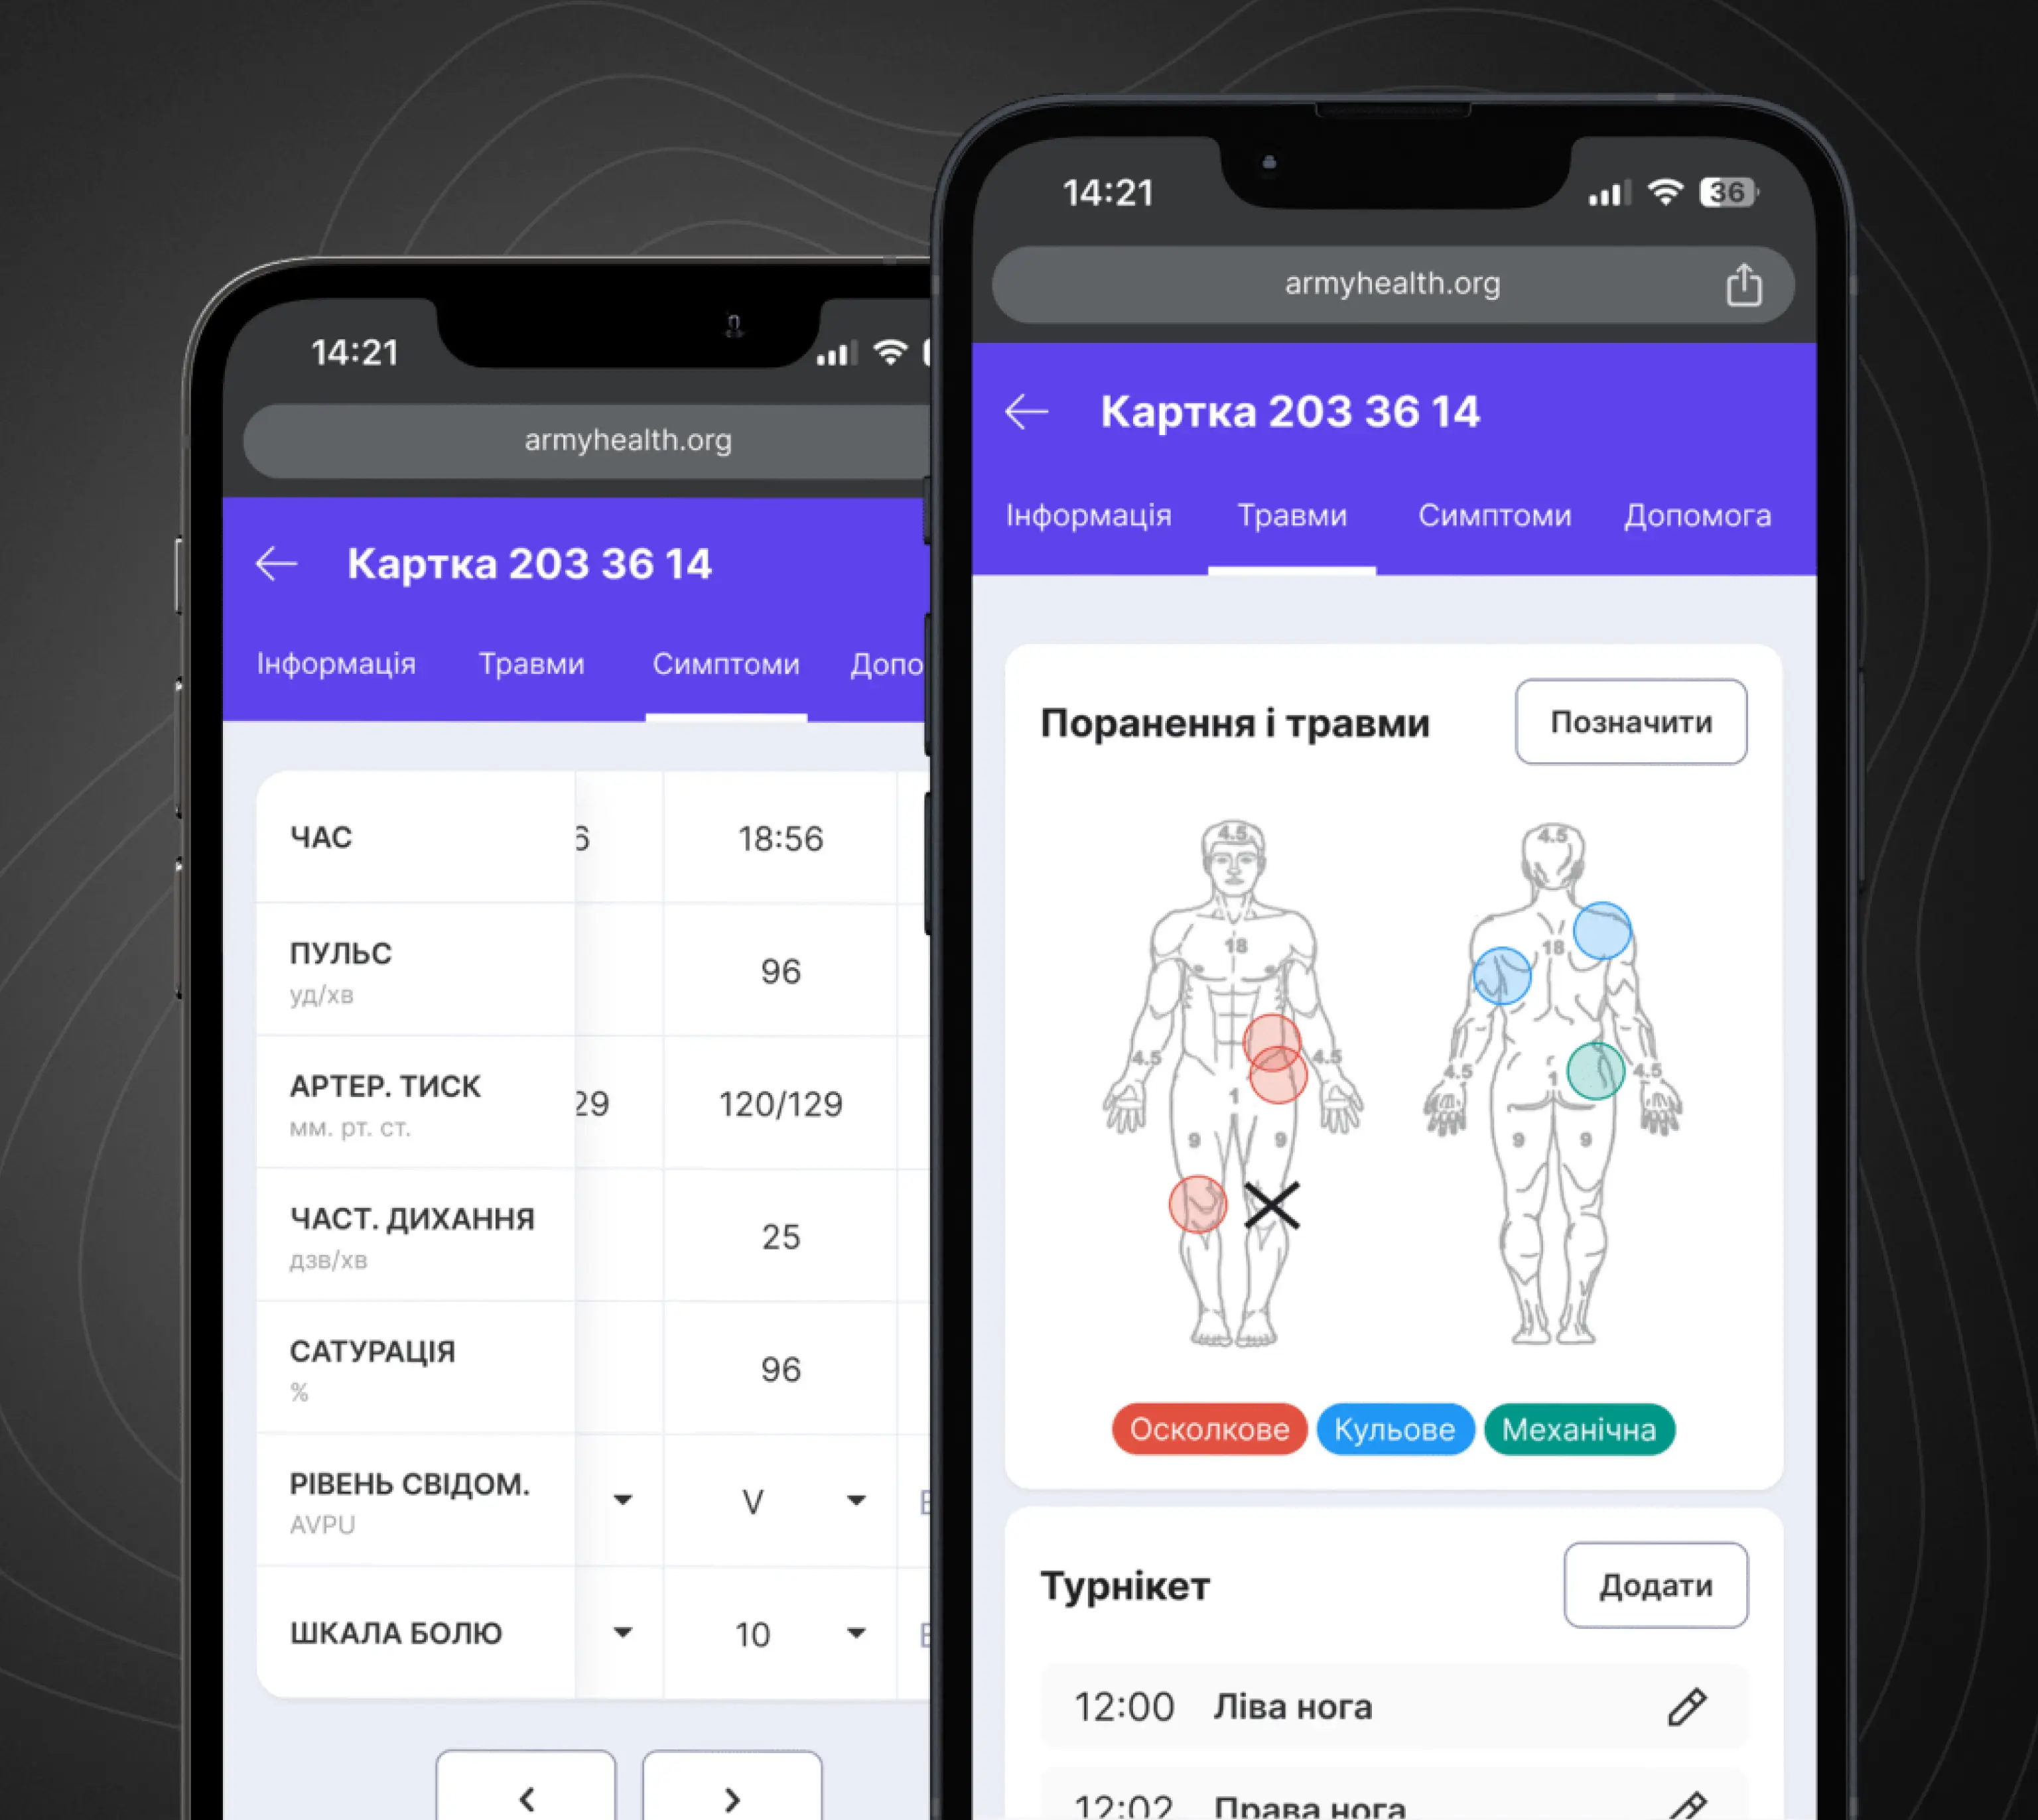 14:21
armyhealth.org
Картка 203 36 14
Інформація Травми Симптоми
ЧАС 18:56
ПУЛЬС 96
уд/хв
АРТЕР. ТИСК 29 120/129
мм. рт. ст.
ЧАСТ. ДИХАННЯ 25
дзв/хв
САТУРАЦІЯ 96
%
РІВЕНЬ СВІДОМ. V
AVPU
ШКАЛА БОЛЮ 10
14:21 36
armyhealth.org
Картка 203 36 14
Інформація Травми Симптоми Допомога
Поранення і травми Позначити
4.5 4.5
18 18
4.5 4.5 4.5 4.5
1 1
9 9 9 9
Осколкове Кульове Механічна
Турнікет Додати
12:00 Ліва нога
12:02 Права нога